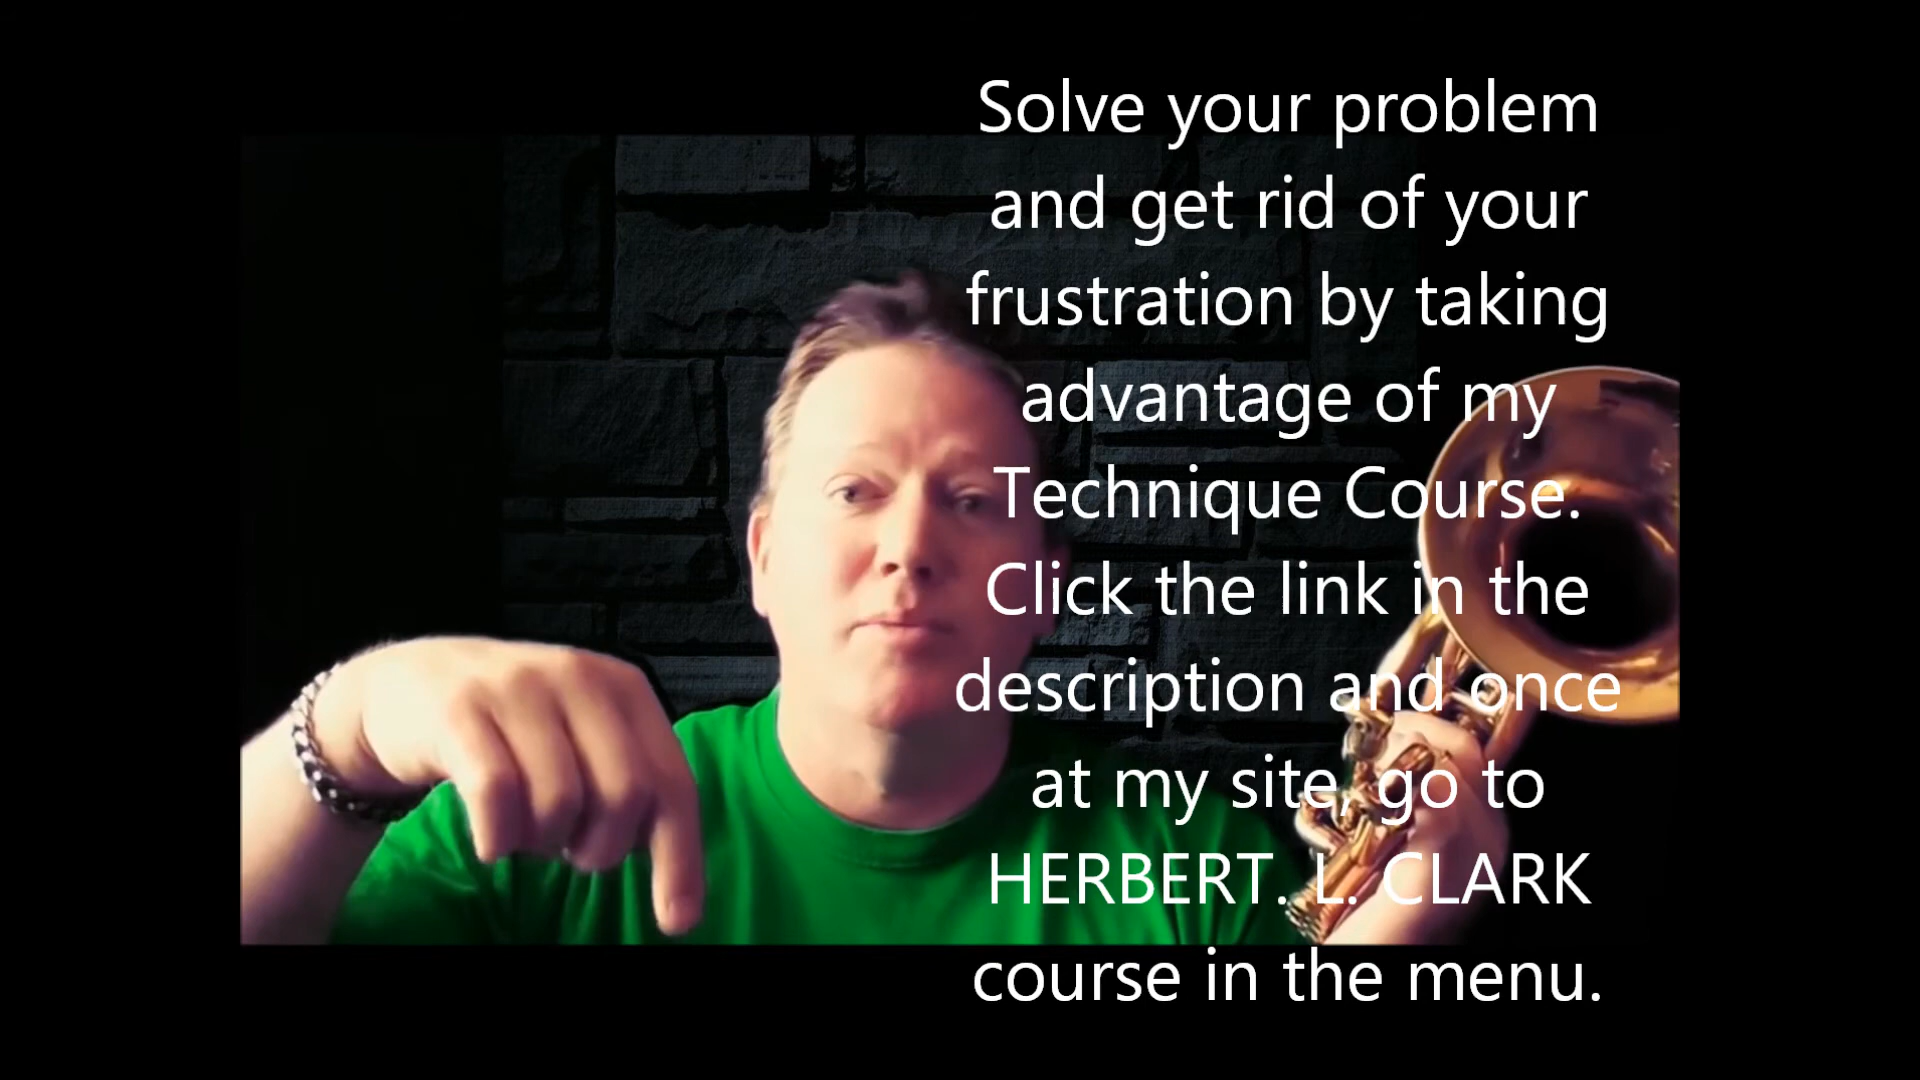 Solve your problem
and get rid of your
frustration by taking
advantage of my
Technique Course.
Click the link in the
description and once
at my site, go to
HERBERT. L. CLARK
course in the menu.